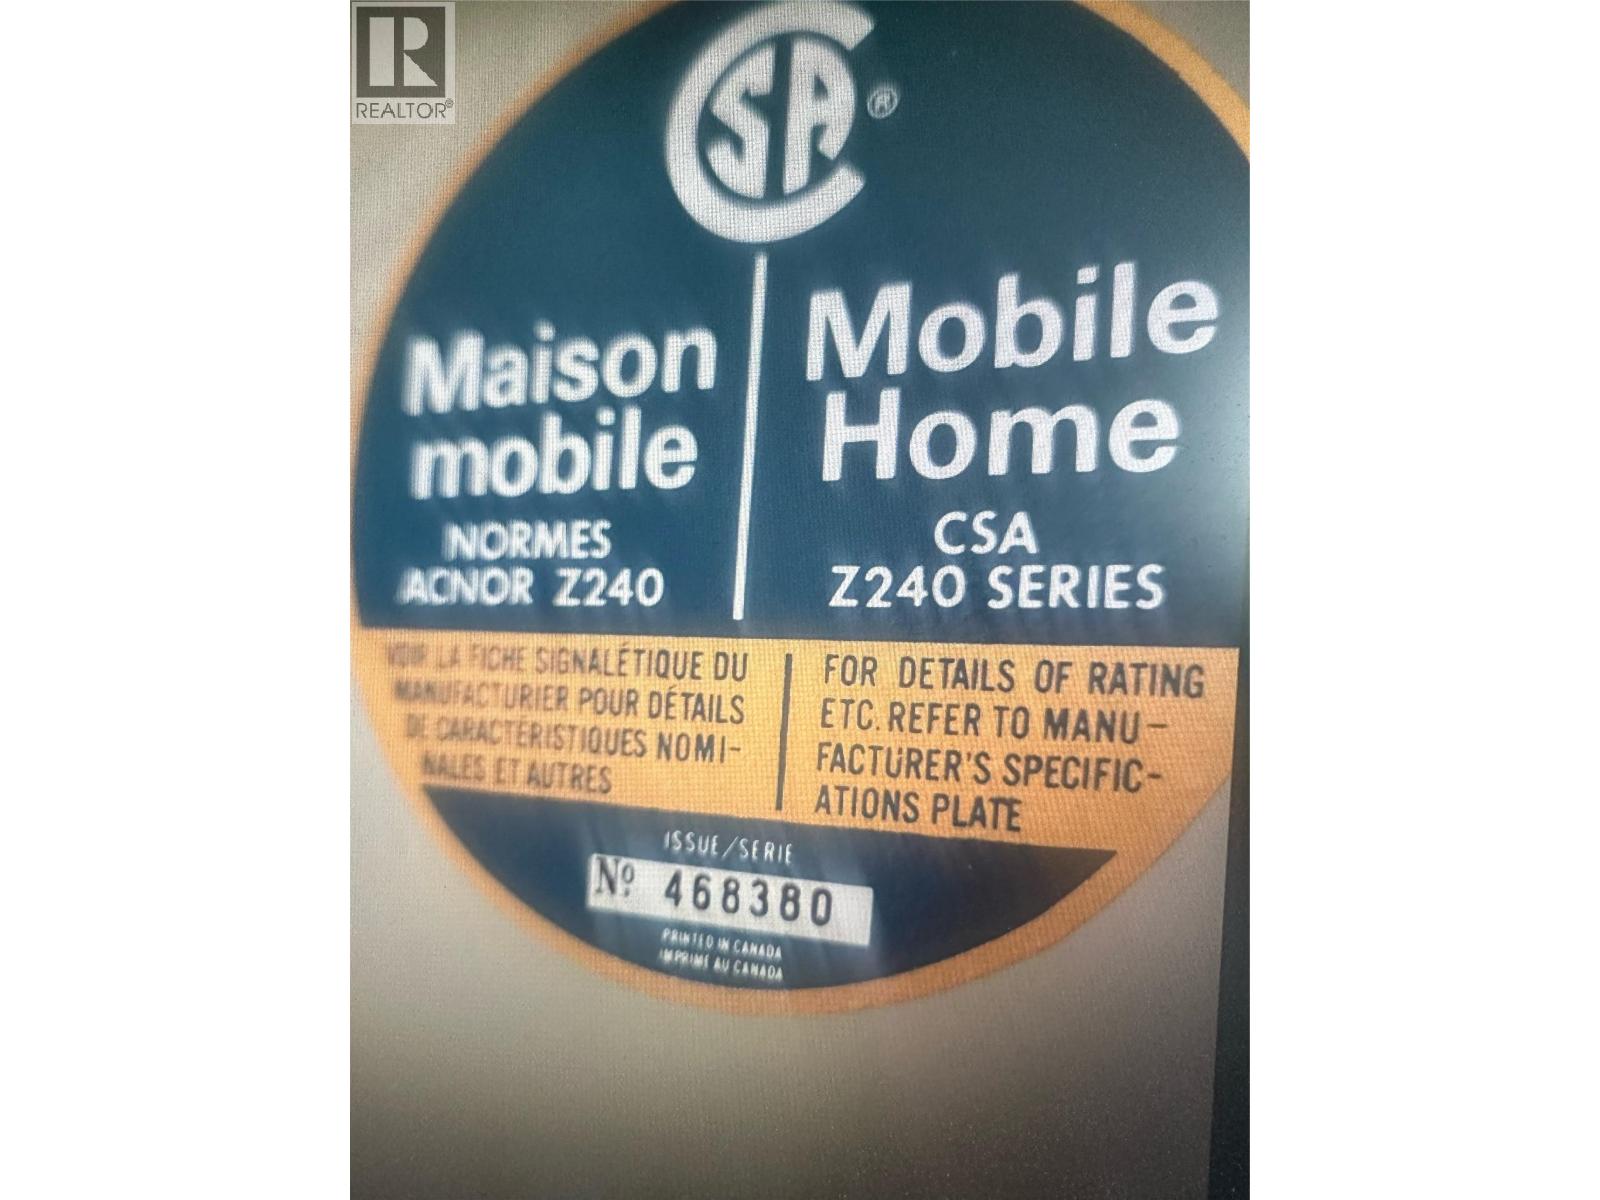 REALTOR®
CSA®
Maison
mobile
NORMES
ACNOR Z240
Mobile
Home
CSA
Z240 SERIES
VOIR LA FICHE SIGNALÉTIQUE DU
MANUFACTURIER POUR DÉTAILS
DE CARACTÉRISTIQUES NOMI-
NALES ET AUTRES
FOR DETAILS OF RATING
ETC. REFER TO MANU-
FACTURER'S SPECIFIC-
ATIONS PLATE
ISSUE/SERIE
Nº 468380
PRINTED IN CANADA
IMPRIMÉ AU CANADA